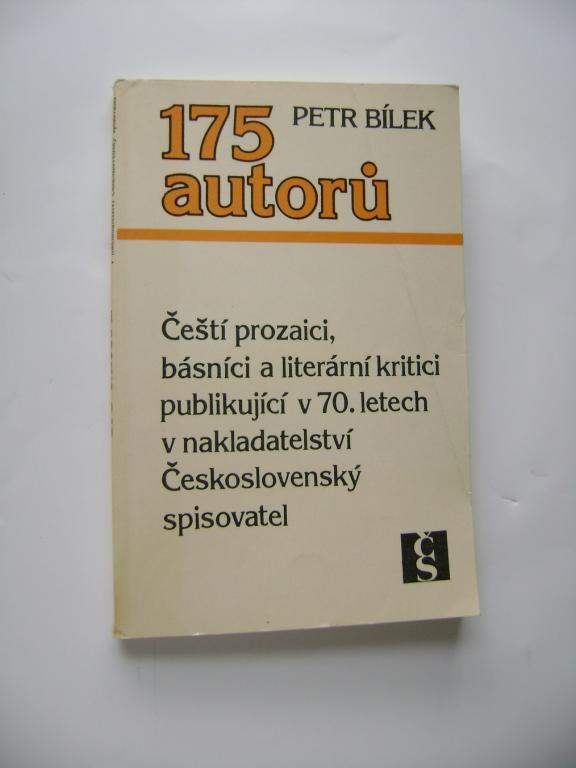 175 PETR BÍLEK
autorů
Čeští prozaici,
básníci a literární kritici
publikující v 70. letech
v nakladatelství
Československý
spisovatel
ČS